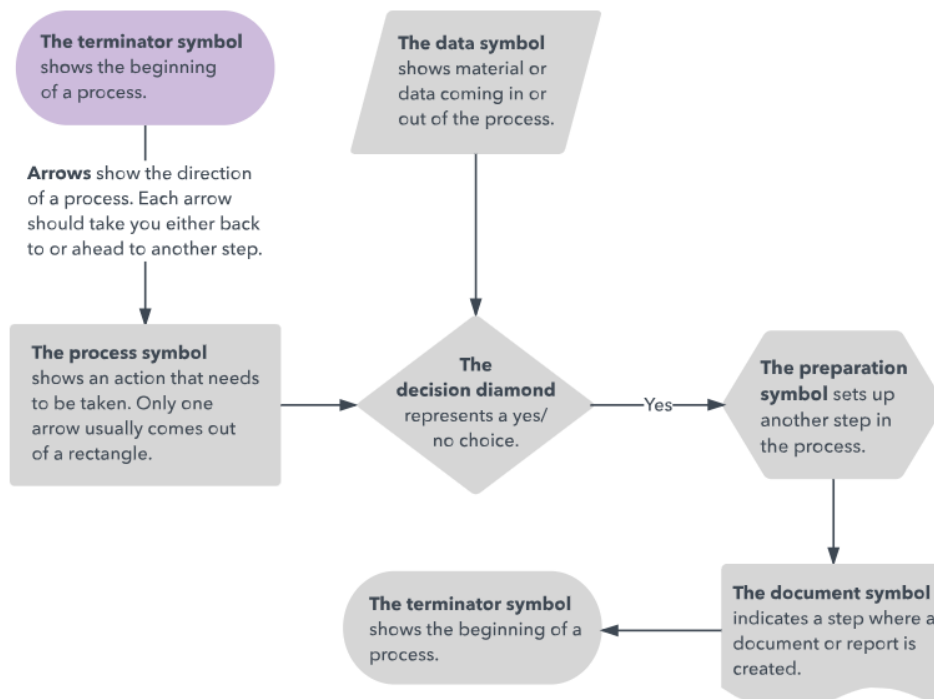 The terminator symbol
shows the beginning
of a process.
The data symbol
shows material or
data coming in or
out of the process.
Arrows show the direction
of a process. Each arrow
should take you either back
to or ahead to another step.
The process symbol
shows an action that needs
to be taken. Only one
arrow usually comes out
of a rectangle.
The
decision diamond
represents a yes/
no choice.
Yes
The preparation
symbol sets up
another step in
the process.
The document symbol
indicates a step where a
document or report is
created.
The terminator symbol
shows the beginning of a
process.